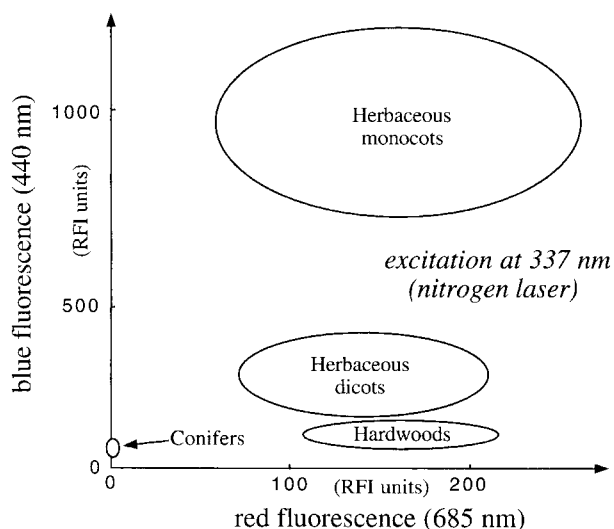 blue fluorescence (440 nm)
(RFI units)
1000
500
0
Herbaceous
monocots
excitation at 337 nm
(nitrogen laser)
Herbaceous
dicots
Hardwoods
Conifers
0
100
(RFI units)
200
red fluorescence (685 nm)